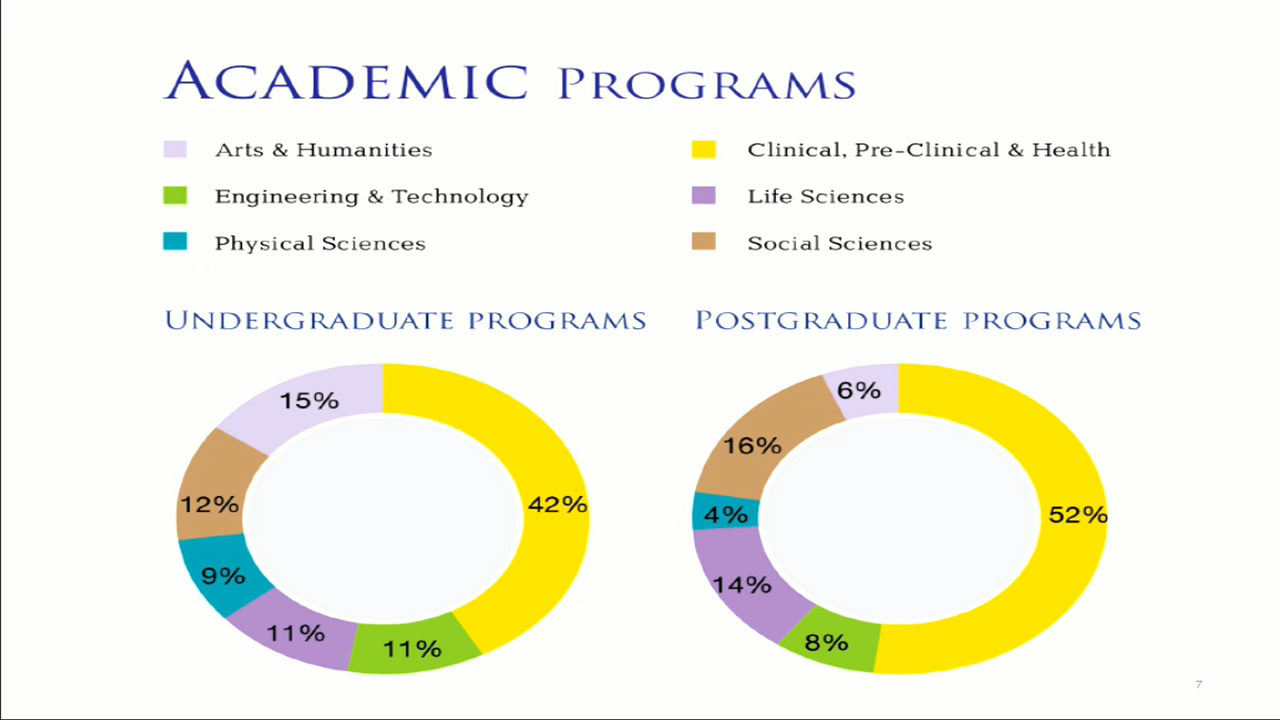 ACADEMIC PROGRAMS
Arts & Humanities
Clinical, Pre-Clinical & Health
Engineering & Technology
Life Sciences
Physical Sciences
Social Sciences
UNDERGRADUATE PROGRAMS
POSTGRADUATE PROGRAMS
15%
42%
12%
9%
11%
11%
6%
16%
52%
4%
14%
8%
7